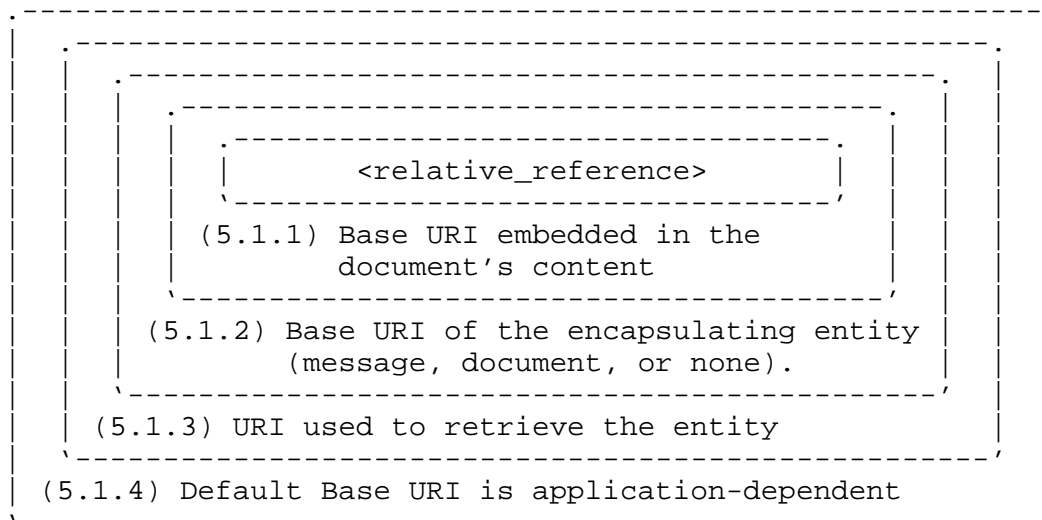 <relative_reference>
(5.1.1) Base URI embedded in the
document's content
(5.1.2) Base URI of the encapsulating entity
(message, document, or none).
(5.1.3) URI used to retrieve the entity
(5.1.4) Default Base URI is application-dependent